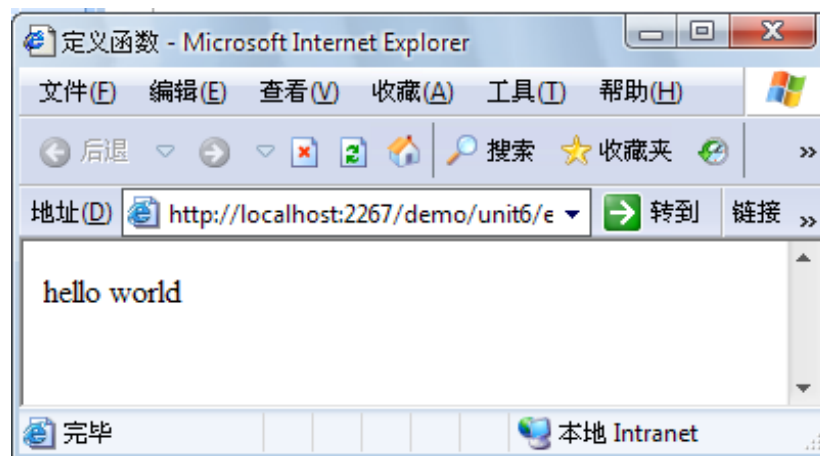 定义函数 - Microsoft Internet Explorer
文件(F) 编辑(E) 查看(V) 收藏(A) 工具(T) 帮助(H)
后退 搜索 收藏夹 »
地址(D) http://localhost:2267/demo/unit6/e 转到 链接 »
hello world
完毕 本地 Intranet